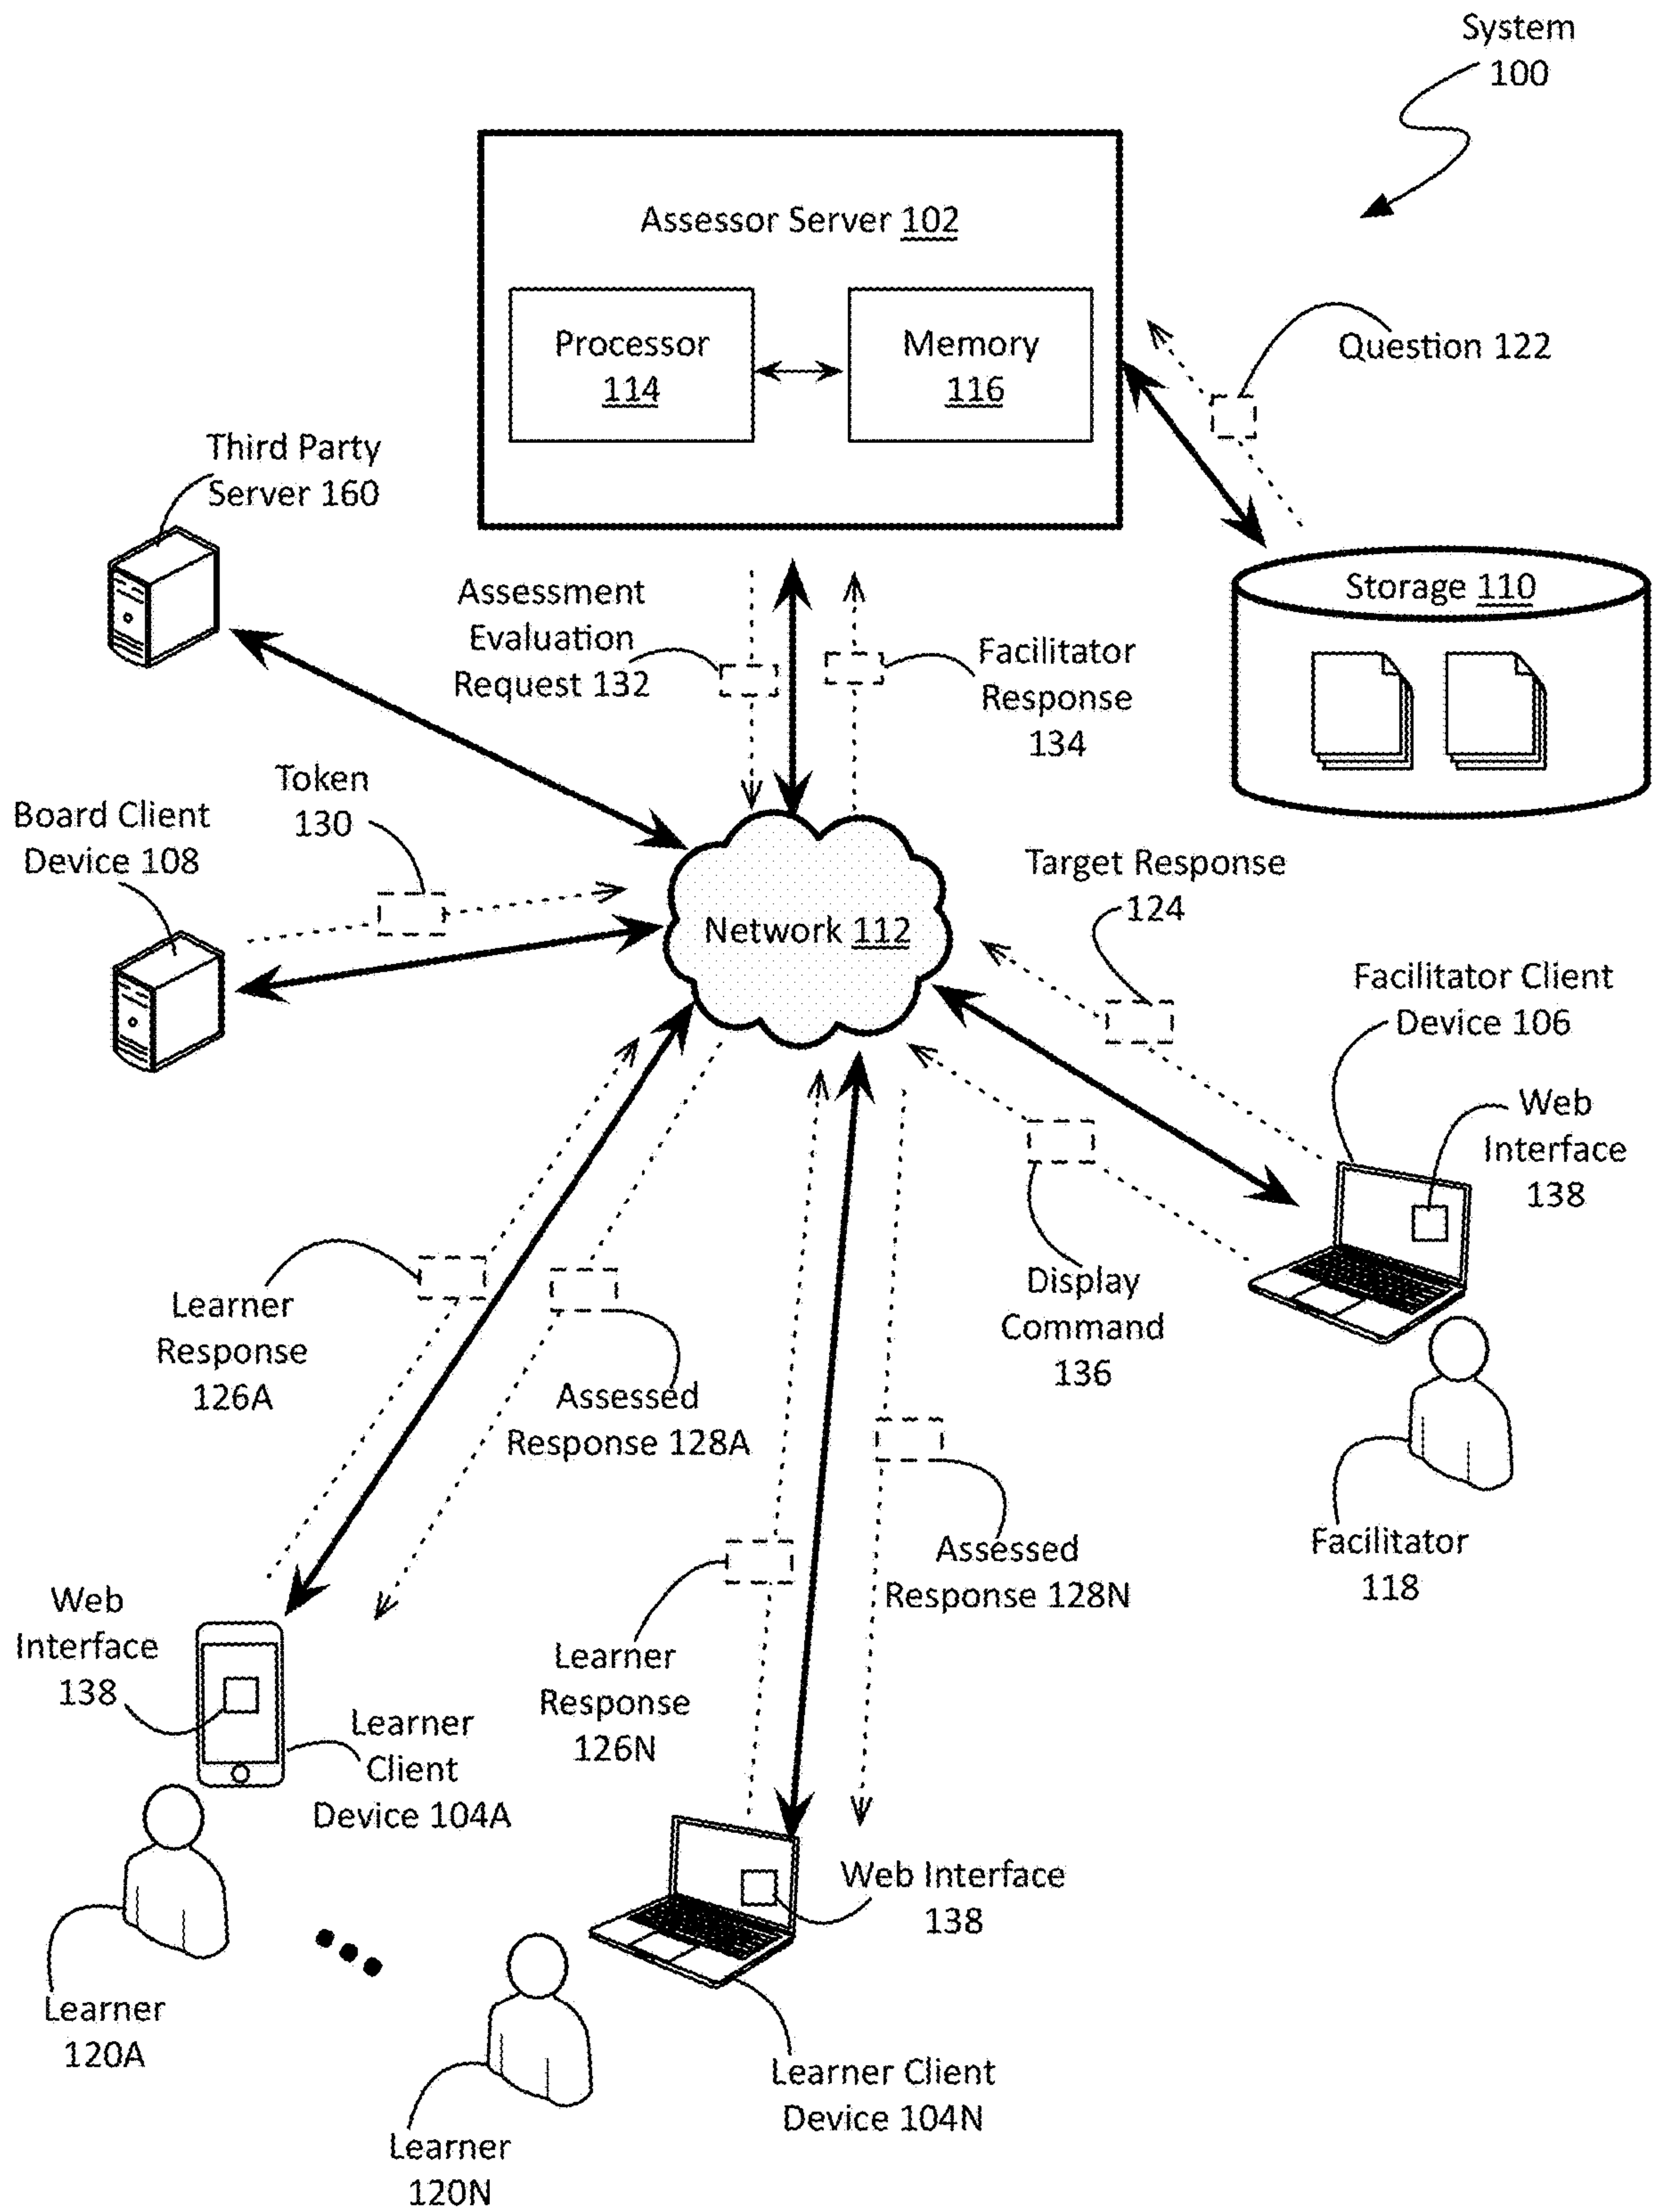 System
100
Assessor Server 102
Processor
114
Memory
116
Question 122
Third Party
Server 160
Storage 110
Assessment
Evaluation
Request 132
Facilitator
Response
134
Token
130
Board Client
Device 108
Target Response
124
Network 112
Facilitator Client
Device 106
Web
Interface
138
Learner
Response
126A
Display
Command
136
Assessed
Response 128A
Facilitator
118
Assessed
Response 128N
Web
Interface
138
Learner
Response
126N
Learner
Client
Device 104A
Web Interface
138
Learner
120A
Learner Client
Device 104N
Learner
120N